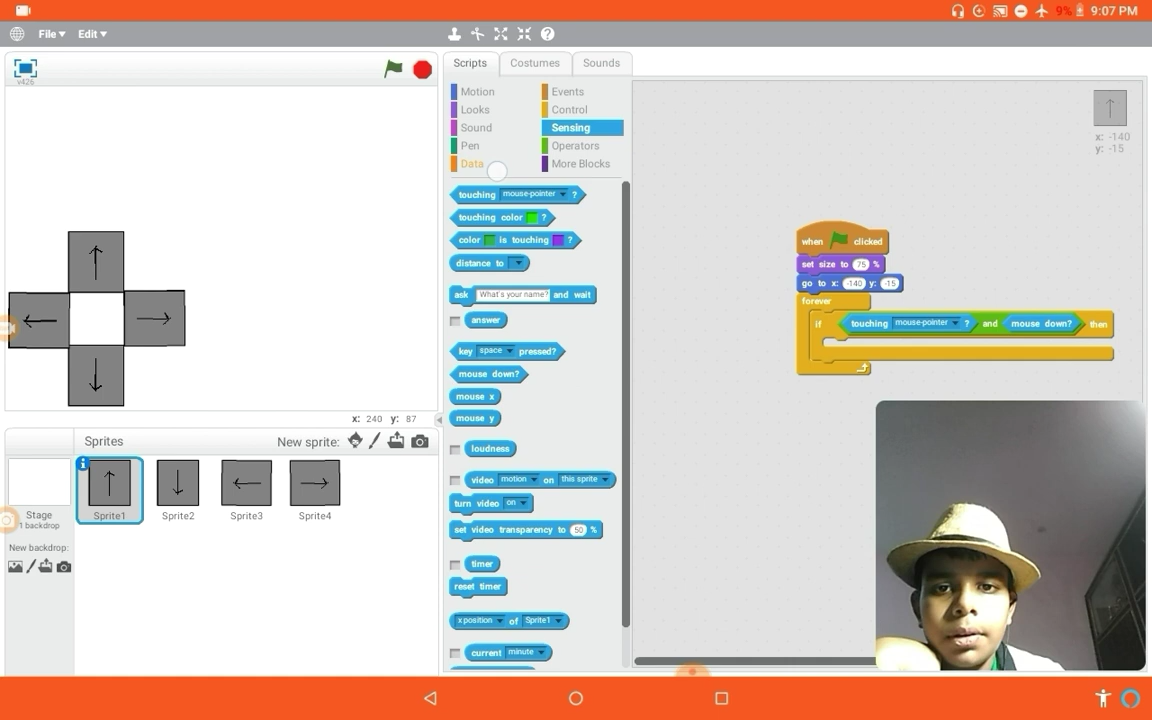 9% 9:07 PM
File Edit
v426
Scripts Costumes Sounds
Motion Events
Looks Control
Sound Sensing
Pen Operators
Data More Blocks
touching mouse-pointer ?
touching color ?
color is touching ?
distance to
ask What's your name? and wait
answer
key space pressed?
mouse down?
mouse x
mouse y
loudness
video motion on this sprite
turn video on
set video transparency to 50 %
timer
reset timer
x position of Sprite1
current minute
x: -140
y: -15
when clicked
set size to 75 %
go to x: -140 y: -15
forever
if touching mouse-pointer ? and mouse down? then
x: 240 y: 87
Sprites New sprite:
Stage
1 backdrop
New backdrop:
Sprite1 Sprite2 Sprite3 Sprite4